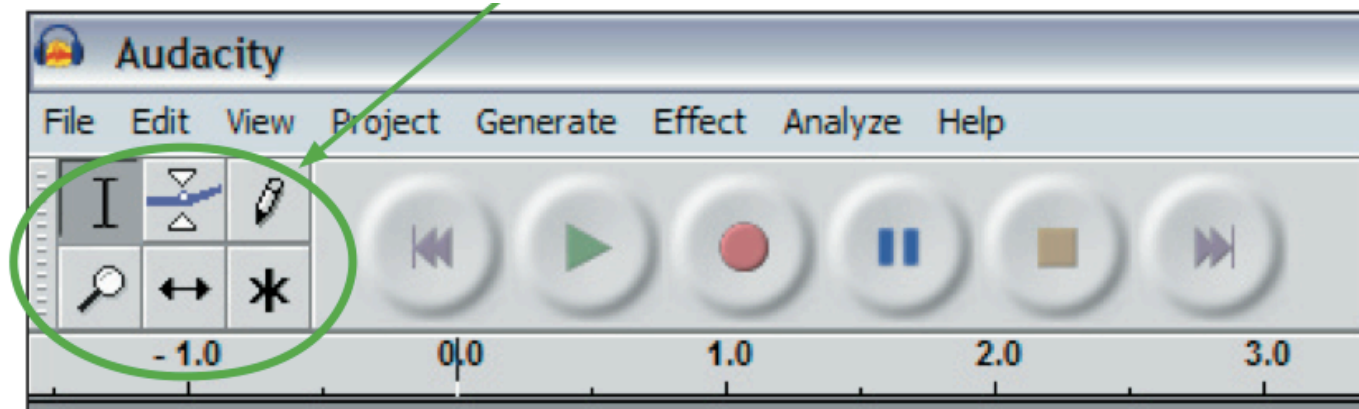 Audacity
File Edit View Project Generate Effect Analyze Help
- 1.0 0.0 1.0 2.0 3.0